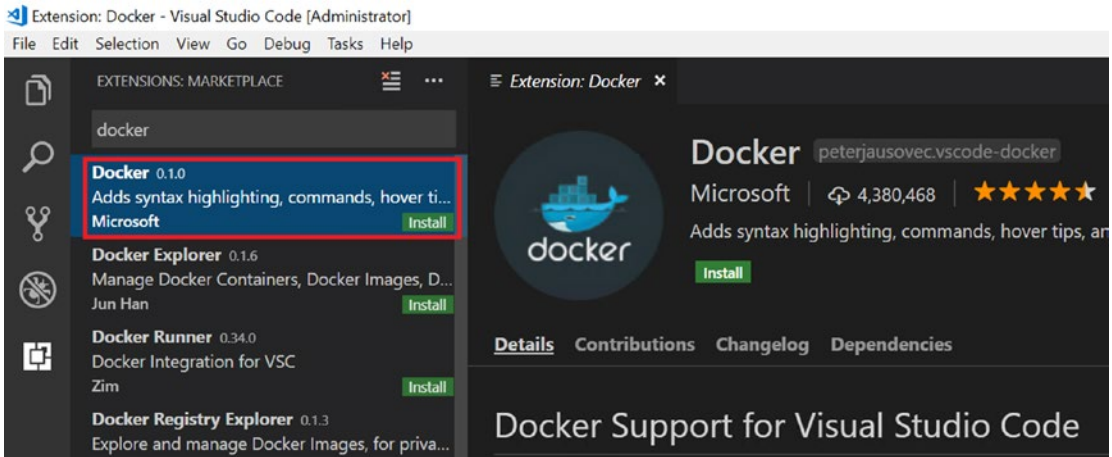 Extension: Docker - Visual Studio Code [Administrator]
File Edit Selection View Go Debug Tasks Help
EXTENSIONS: MARKETPLACE
docker
Docker 0.1.0
Adds syntax highlighting, commands, hover ti...
Microsoft Install
Docker Explorer 0.1.6
Manage Docker Containers, Docker Images, D...
Jun Han Install
Docker Runner 0.34.0
Docker Integration for VSC
Zim Install
Docker Registry Explorer 0.1.3
Explore and manage Docker Images, for priva...
Extension: Docker
docker
Docker peterjausovec.vscode-docker
Microsoft 4,380,468
Adds syntax highlighting, commands, hover tips, an
Install
Details Contributions Changelog Dependencies
Docker Support for Visual Studio Code